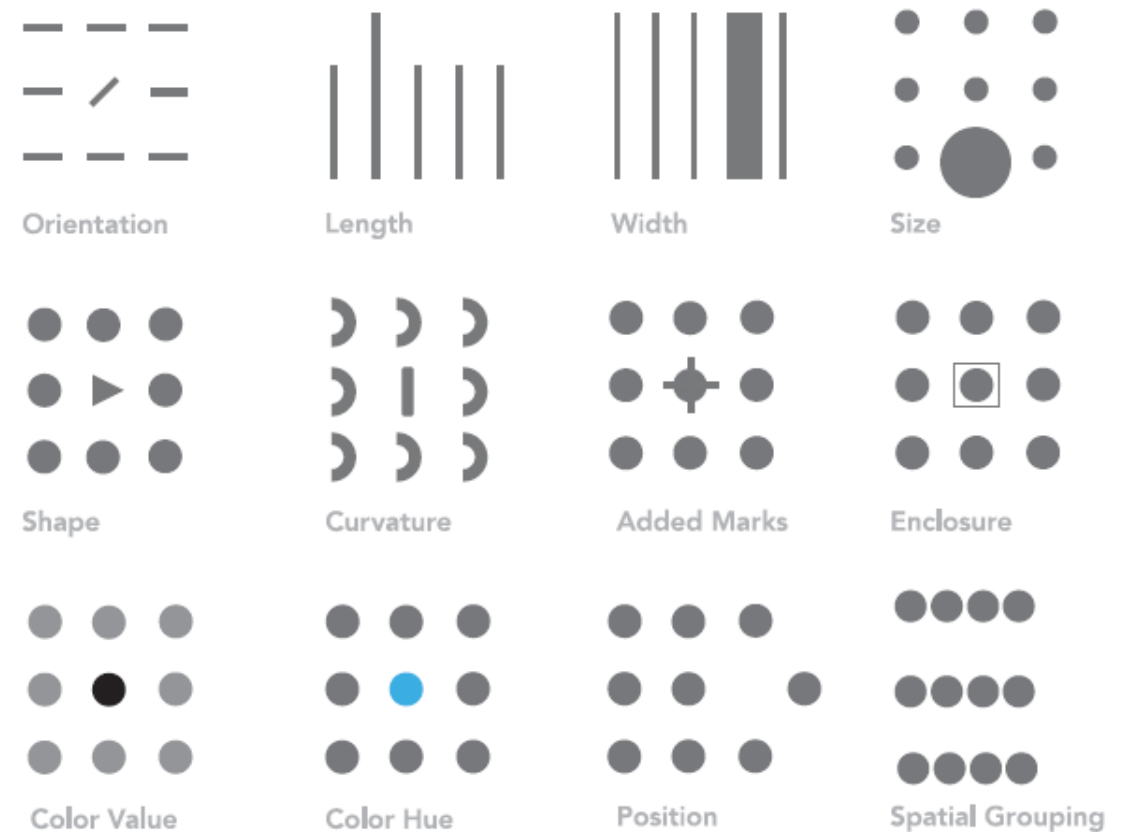 Orientation
Length
Width
Size
Shape
Curvature
Added Marks
Enclosure
Color Value
Color Hue
Position
Spatial Grouping